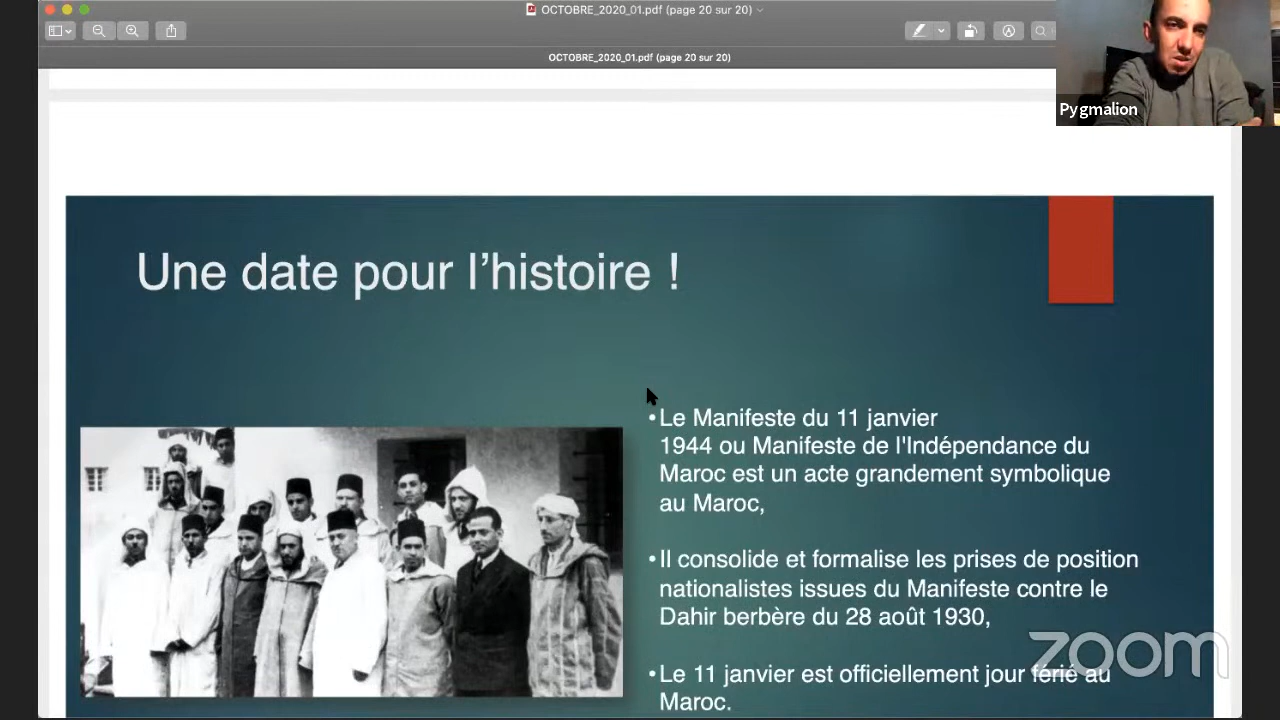 OCTOBRE_2020_01.pdf (page 20 sur 20)
OCTOBRE_2020_01.pdf (page 20 sur 20)
Pygmalion
Une date pour l’histoire !
•Le Manifeste du 11 janvier
1944 ou Manifeste de l'Indépendance du
Maroc est un acte grandement symbolique
au Maroc,
•Il consolide et formalise les prises de position
nationalistes issues du Manifeste contre le
Dahir berbère du 28 août 1930,
•Le 11 janvier est officiellement jour férié au
Maroc.
zoom